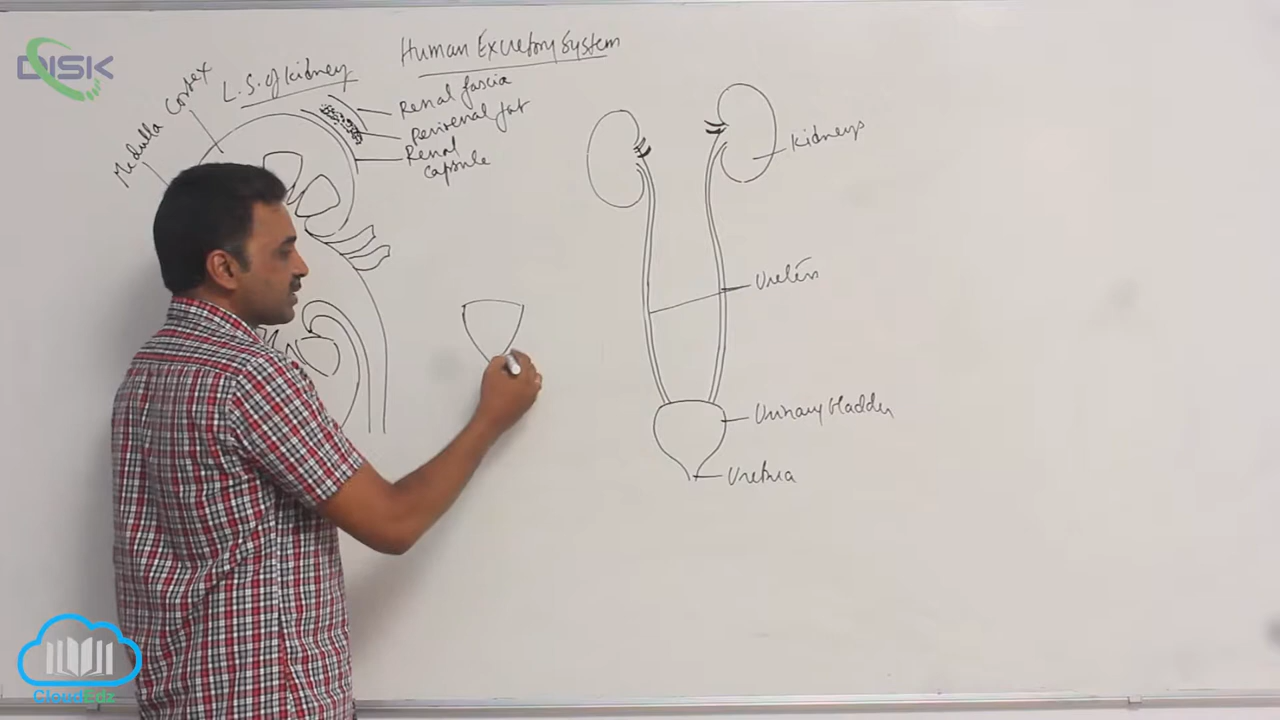 DISK
Human Excretory System
L.S. of kidney
Cortex
Medulla
Renal fascia
Perirenal fat
Renal
capsule
kidneys
Ureters
Urinary bladder
Urethra
CloudEdz